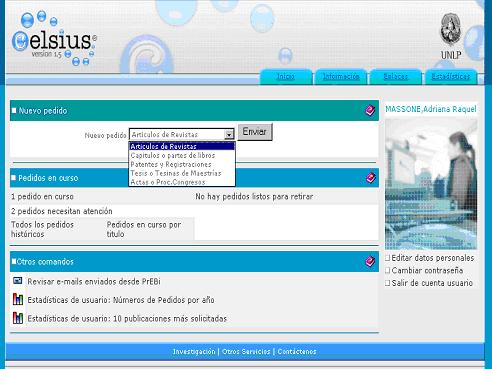 Celsius®
version 1.5
UNLP
Inicio Información Enlaces Estadísticas
Nuevo pedido
Nuevo pedido Articulos de Revistas Enviar
Articulos de Revistas
Capitulos o partes de libros
Patentes y Registraciones
Tesis o Tesinas de Maestrías
Actas o Proc.Congresos
MASSONE,Adriana Raquel
Pedidos en curso
1 pedido en curso No hay pedidos listos para retirar
2 pedidos necesitan atención
Todos los pedidos históricos Pedidos en curso por titulo
Editar datos personales
Cambiar contraseña
Salir de cuenta usuario
Otros comandos
Revisar e-mails enviados desde PrEBi
Estadísticas de usuario: Números de Pedidos por año
Estadísticas de usuario: 10 publicaciones más solicitadas
Investigación | Otros Servicios | Contáctenos